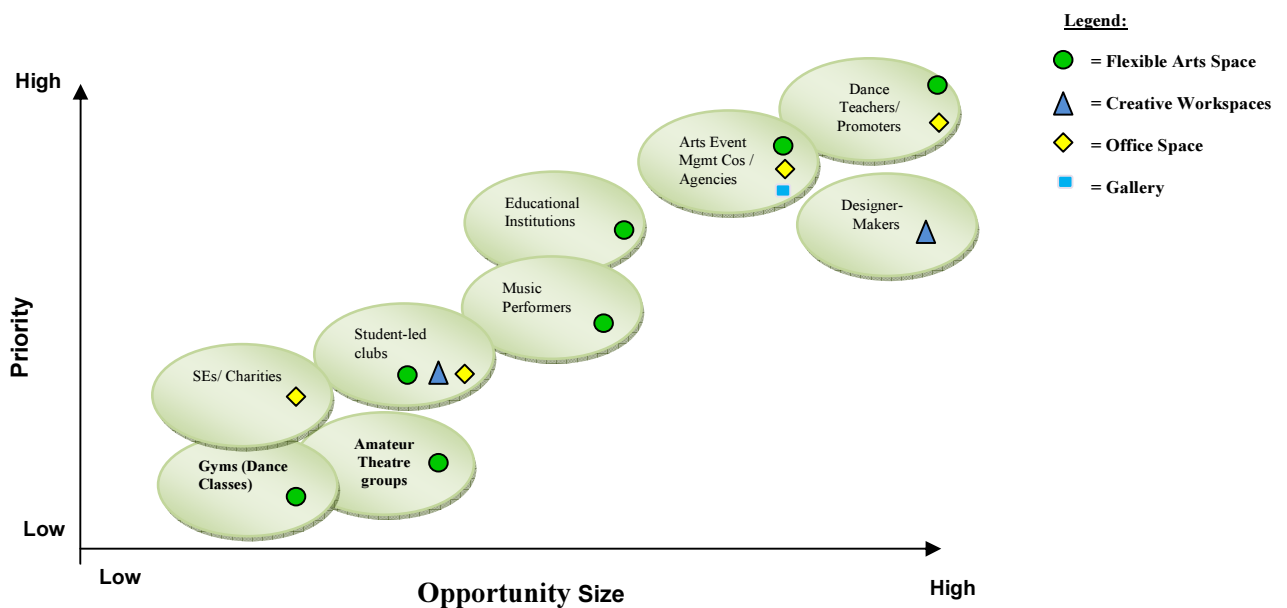 Legend:
= Flexible Arts Space
= Creative Workspaces
= Office Space
= Gallery
High
Priority
Low
Dance
Teachers/
Promoters
Arts Event
Mgmt Cos /
Agencies
Designer-
Makers
Educational
Institutions
Music
Performers
Student-led
clubs
SEs/ Charities
Amateur
Theatre
groups
Gyms (Dance
Classes)
Low
Opportunity Size
High